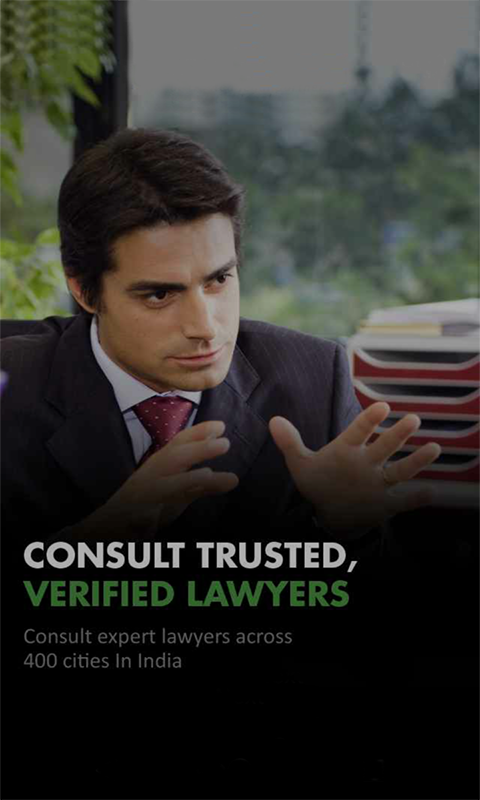 CONSULT TRUSTED,
VERIFIED LAWYERS
Consult expert lawyers across
400 cities In India